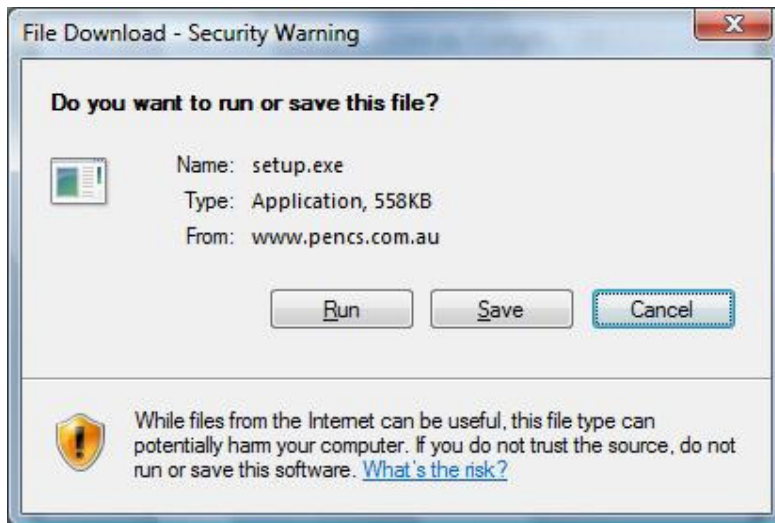 File Download - Security Warning
Do you want to run or save this file?
Name: setup.exe
Type: Application, 558KB
From: www.pencs.com.au
Run Save Cancel
While files from the Internet can be useful, this file type can
potentially harm your computer. If you do not trust the source, do not
run or save this software. What's the risk?